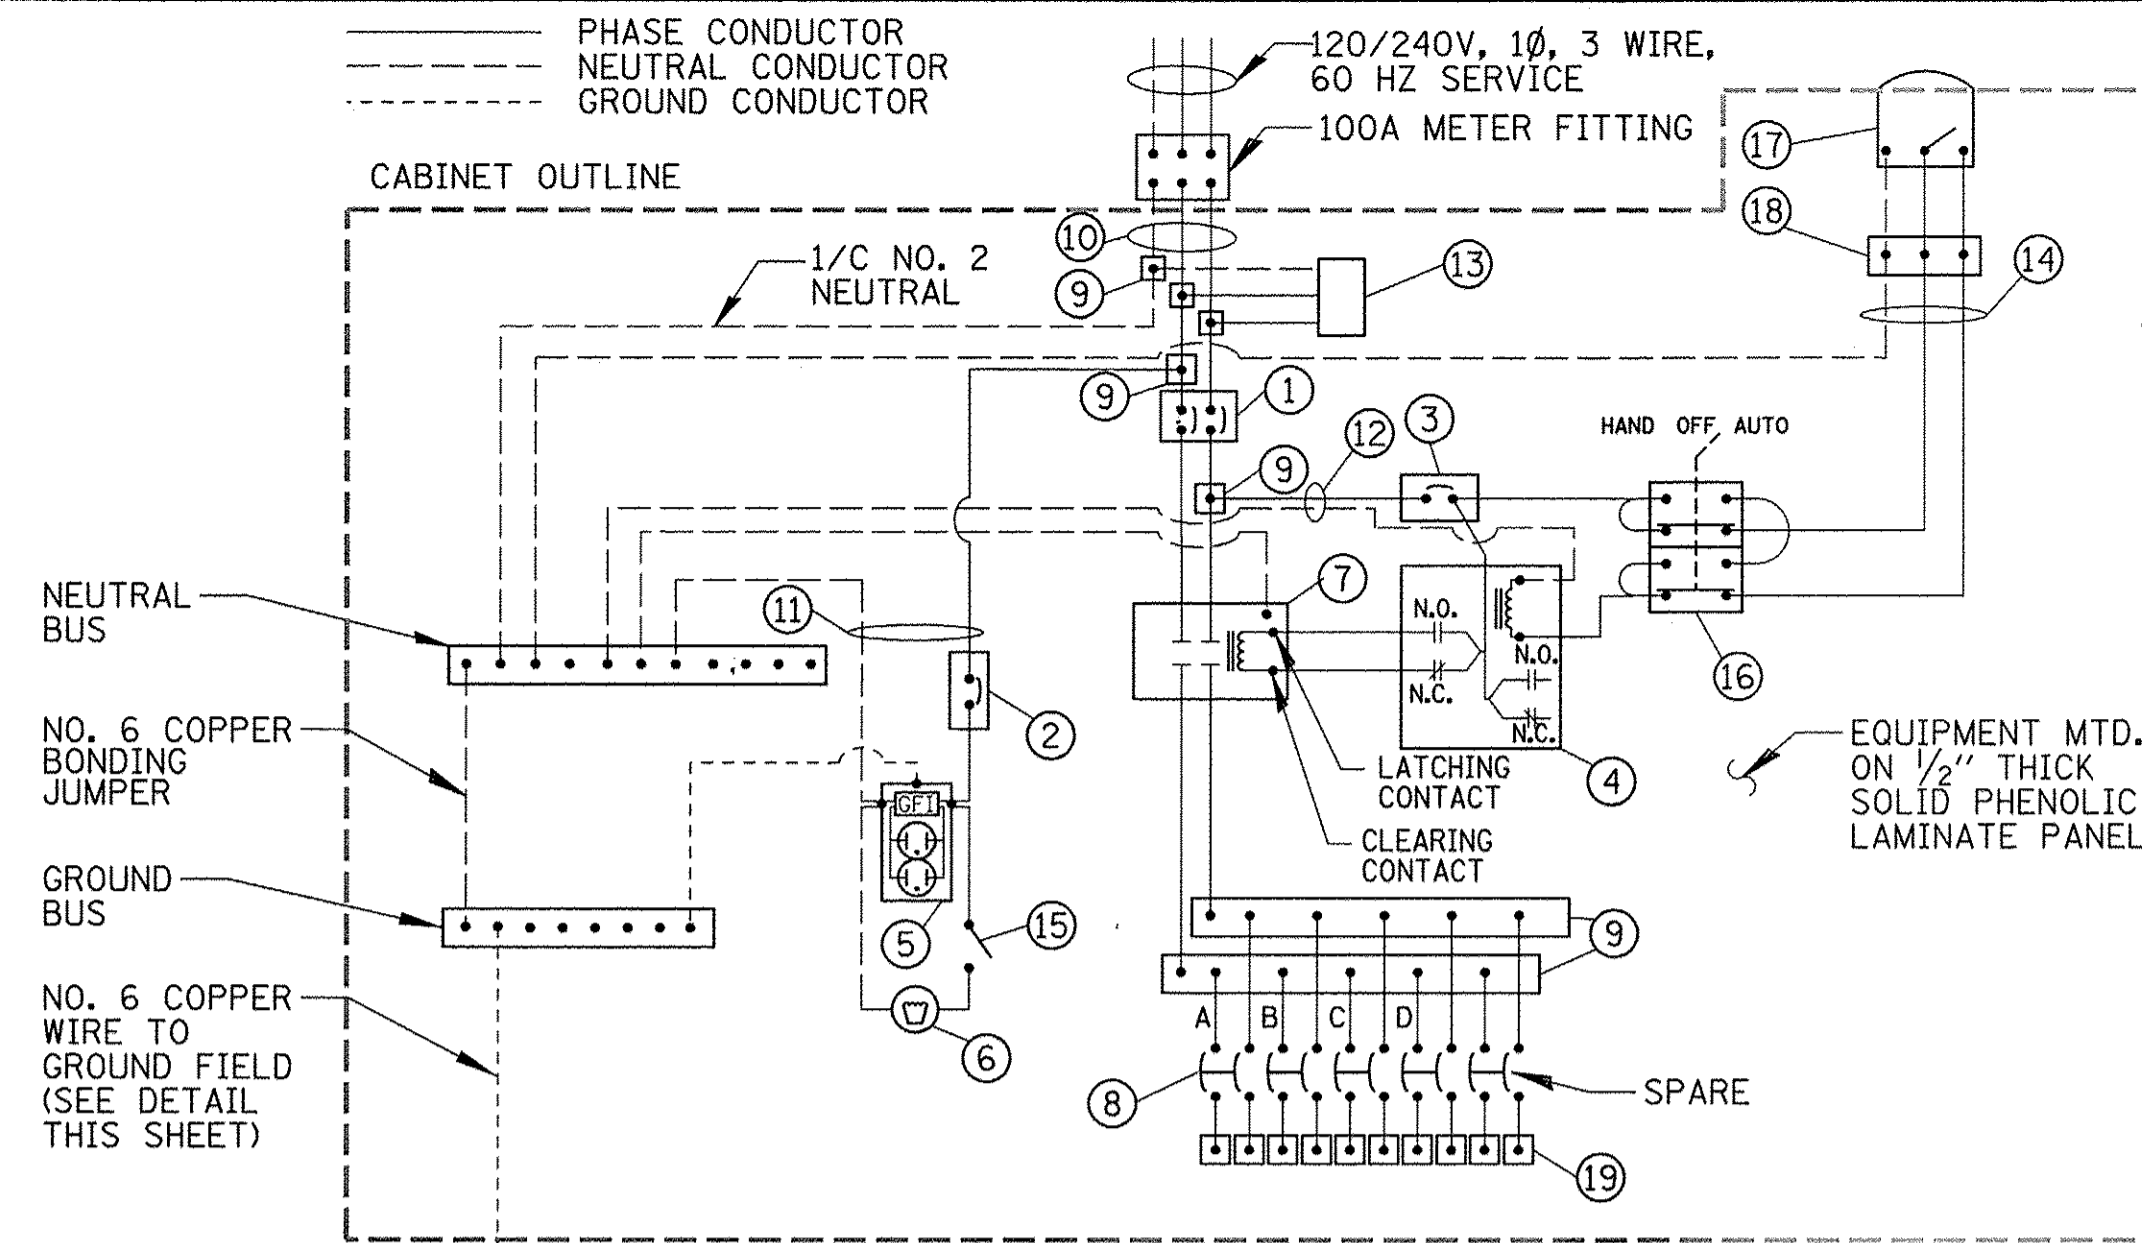 PHASE CONDUCTOR
NEUTRAL CONDUCTOR
GROUND CONDUCTOR
120/240V, 1Ø, 3 WIRE,
60 HZ SERVICE
100A METER FITTING
17
CABINET OUTLINE
18
10
1/C NO. 2
NEUTRAL
9
13
14
9
1
3
12
HAND OFF AUTO
9
7
NEUTRAL
BUS
11
N.O.
N.O.
N.C.
N.C.
16
2
NO. 6 COPPER
BONDING
JUMPER
LATCHING
CONTACT
4
EQUIPMENT MTD.
ON 1/2" THICK
SOLID PHENOLIC
LAMINATE PANEL
GFI
CLEARING
CONTACT
GROUND
BUS
5
15
9
NO. 6 COPPER
WIRE TO
GROUND FIELD
(SEE DETAIL
THIS SHEET)
A B C D
6
8
SPARE
19